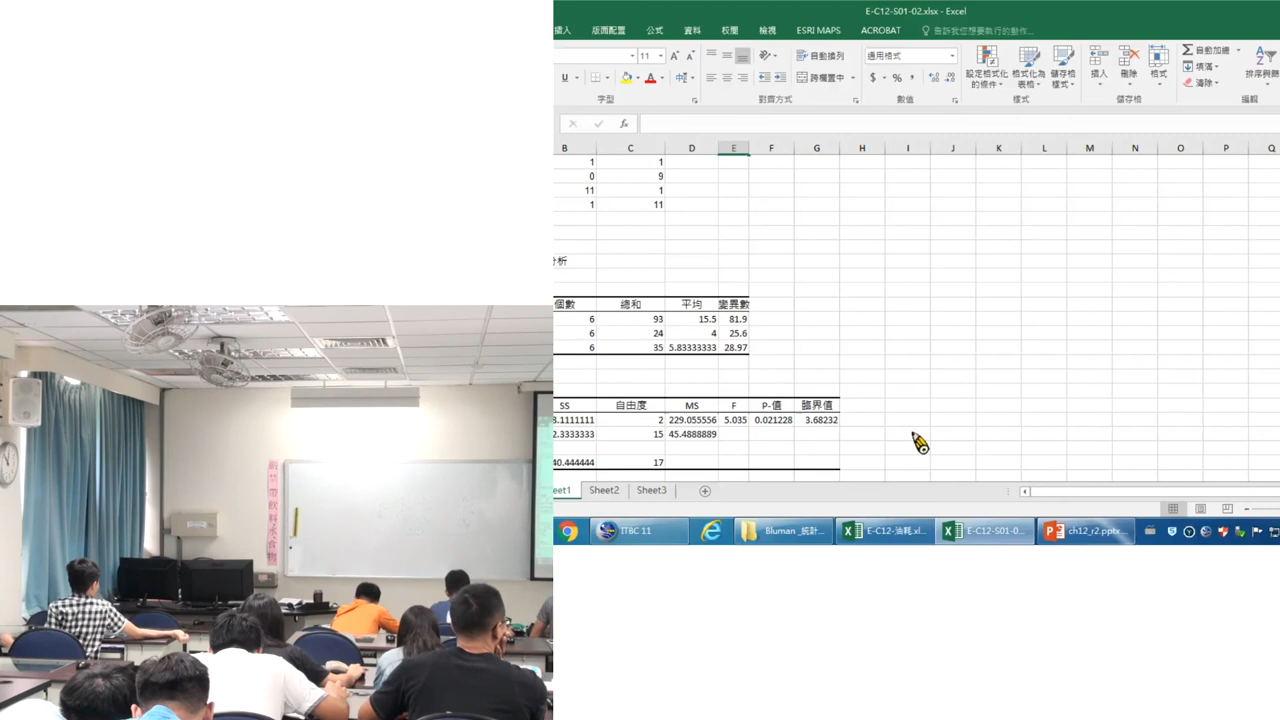 E-C12-S01-02.xlsx - Excel
插入 版面配置 公式 資料 校閱 檢視 ESRI MAPS ACROBAT 告訴我您想要執行的動作...
11 A A 自動換列 通用格式 設定格式化的條件 格式化為表格 儲存格樣式 插入 刪除 格式 自動加總
U A 跨欄置中 $ % , 填滿
清除
字型 對齊方式 數值 樣式 儲存格 編輯
fx
B C D E F G H I J K L M N O P Q
1 1
0 9
11 1
1 11
分析
個數 總和 平均 變異數
6 93 15.5 81.9
6 24 4 25.6
6 35 5.83333333 28.97
SS 自由度 MS F P-值 臨界值
8.1111111 2 229.055556 5.035 0.021228 3.68232
2.3333333 15 45.4888889
40.444444 17
eet1 Sheet2 Sheet3
ITBC 11 Bluman_統計... E-C12-油耗.xl... E-C12-S01-0... ch12_r2.pptx...
嚴禁帶飲料水食物